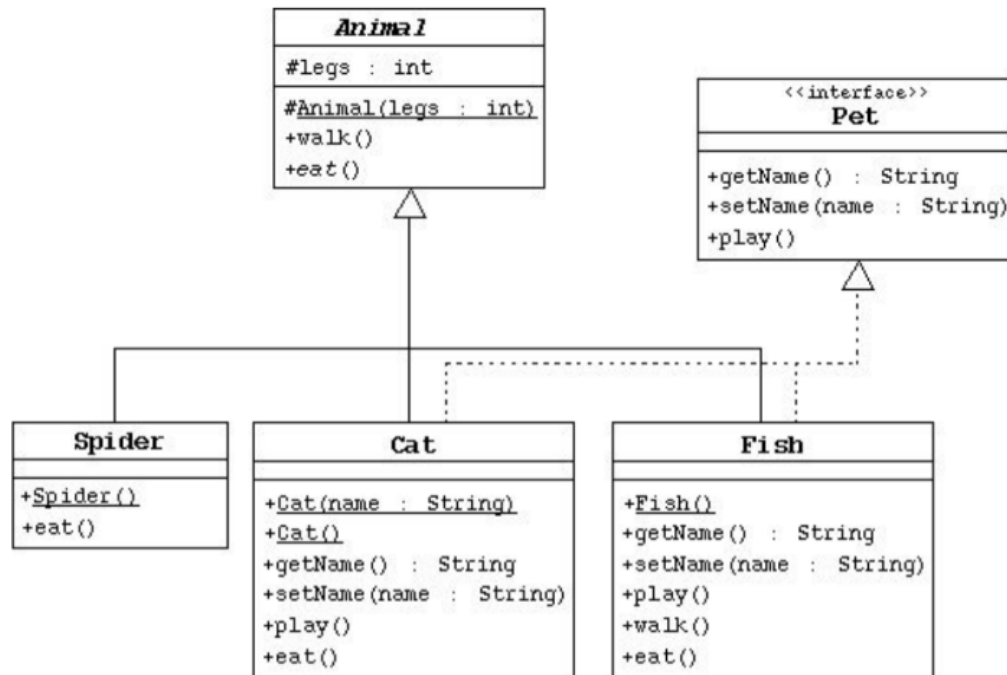 Animal
#legs : int
#Animal(legs : int)
+walk()
+eat()
<<interface>>
Pet
+getName() : String
+setName(name : String)
+play()
Spider
+Spider()
+eat()
Cat
+Cat(name : String)
+Cat()
+getName() : String
+setName(name : String)
+play()
+eat()
Fish
+Fish()
+getName() : String
+setName(name : String)
+play()
+walk()
+eat()